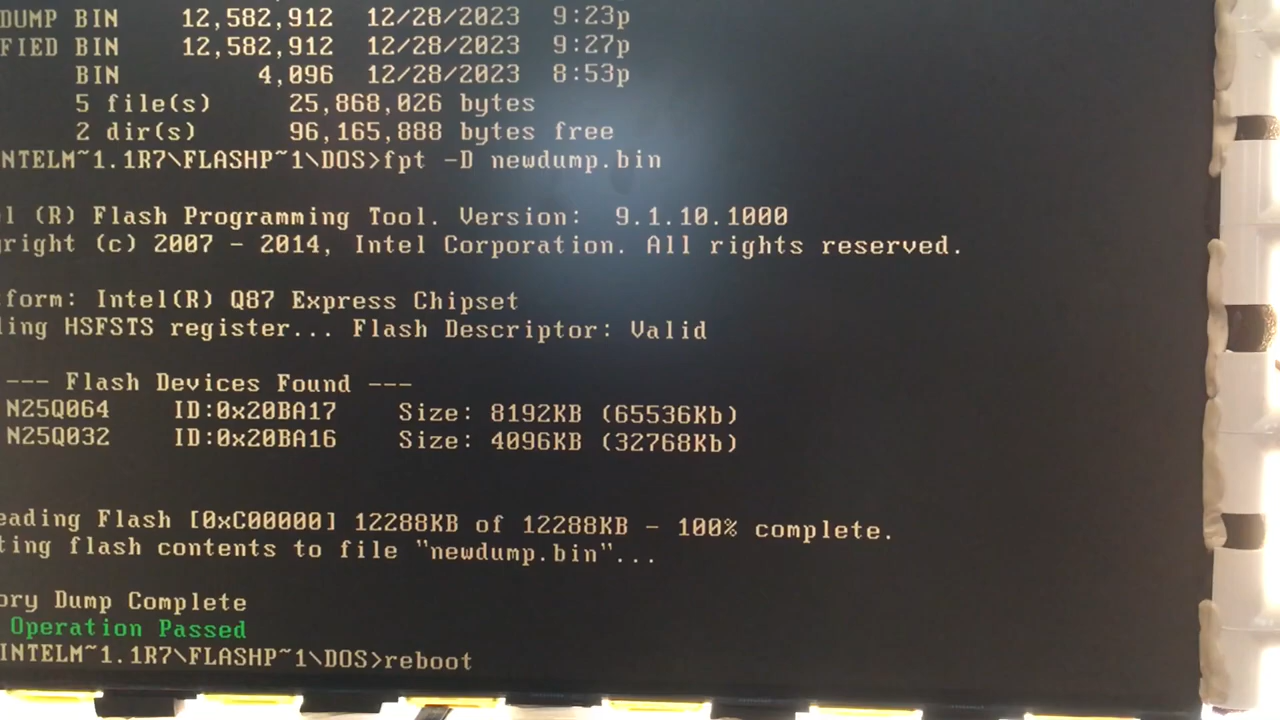 DUMP BIN 12,582,912 12/28/2023 9:23p
FIED BIN 12,582,912 12/28/2023 9:27p
BIN 4,096 12/28/2023 8:53p
5 file(s) 25,868,026 bytes
2 dir(s) 96,165,888 bytes free
INTELM~1.1R7\FLASHP~1\DOS>fpt -D newdump.bin
l (R) Flash Programming Tool. Version: 9.1.10.1000
yright (c) 2007 - 2014, Intel Corporation. All rights reserved.
form: Intel(R) Q87 Express Chipset
ling HSFSTS register... Flash Descriptor: Valid
--- Flash Devices Found ---
N25Q064 ID:0x20BA17 Size: 8192KB (65536Kb)
N25Q032 ID:0x20BA16 Size: 4096KB (32768Kb)
eading Flash [0xC00000] 12288KB of 12288KB - 100% complete.
ting flash contents to file "newdump.bin"...
ory Dump Complete
Operation Passed
INTELM~1.1R7\FLASHP~1\DOS>reboot